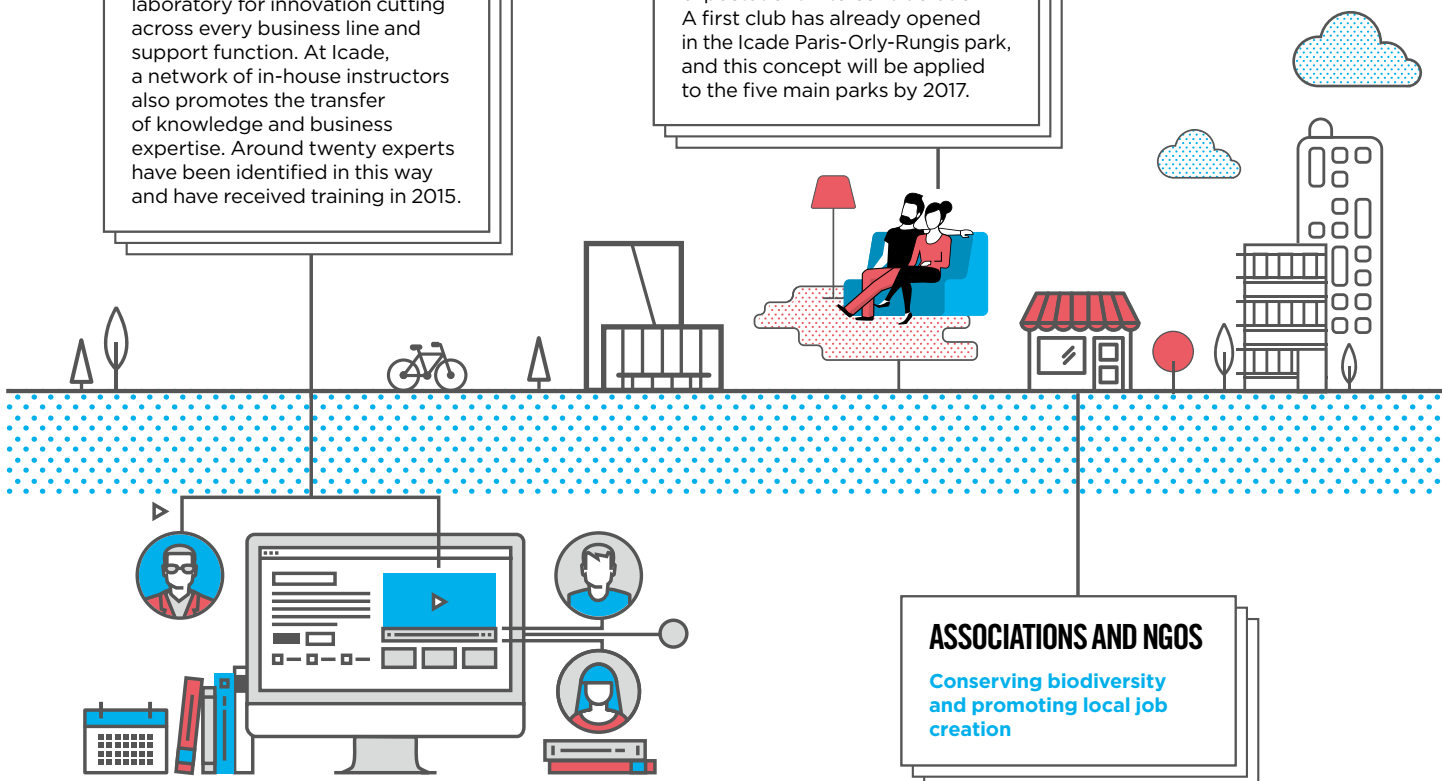 laboratory for innovation cutting
across every business line and
support function. At Icade,
a network of in-house instructors
also promotes the transfer
of knowledge and business
expertise. Around twenty experts
have been identified in this way
and have received training in 2015.
A first club has already opened
in the Icade Paris-Orly-Rungis park,
and this concept will be applied
to the five main parks by 2017.
ASSOCIATIONS AND NGOS
Conserving biodiversity
and promoting local job
creation